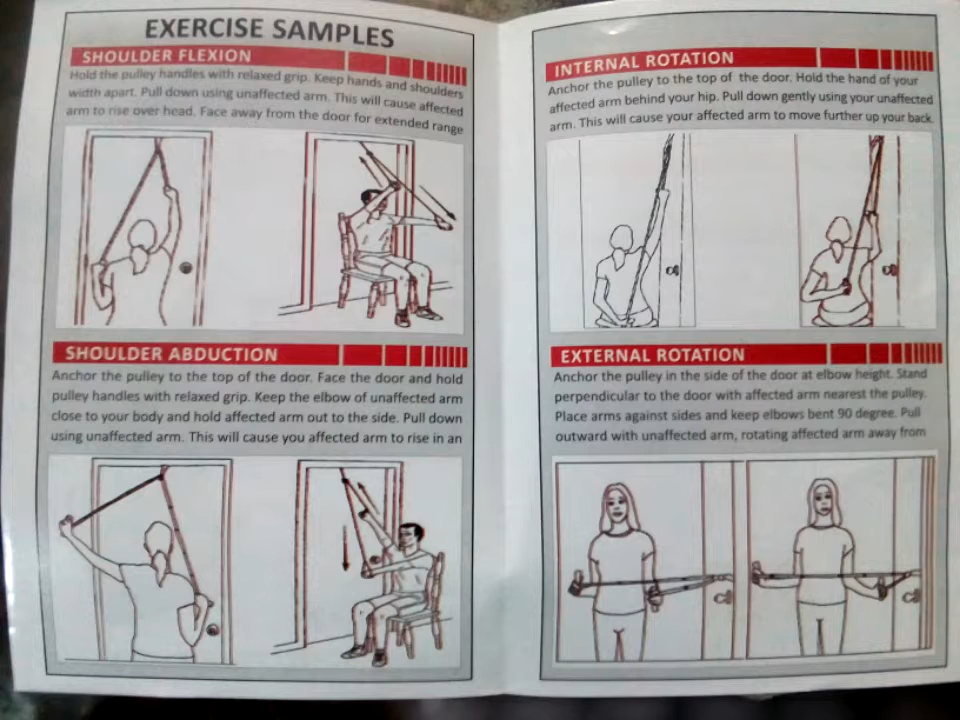 EXERCISE SAMPLES
SHOULDER FLEXION
Hold the pulley handles with relaxed grip. Keep hands and shoulders
width apart. Pull down using unaffected arm. This will cause affected
arm to rise over head. Face away from the door for extended range
SHOULDER ABDUCTION
Anchor the pulley to the top of the door. Face the door and hold
pulley handles with relaxed grip. Keep the elbow of unaffected arm
close to your body and hold affected arm out to the side. Pull down
using unaffected arm. This will cause you affected arm to rise in an
INTERNAL ROTATION
Anchor the pulley to the top of the door. Hold the hand of your
affected arm behind your hip. Pull down gently using your unaffected
arm. This will cause your affected arm to move further up your back.
EXTERNAL ROTATION
Anchor the pulley in the side of the door at elbow height. Stand
perpendicular to the door with affected arm nearest the pulley.
Place arms against sides and keep elbows bent 90 degree. Pull
outward with unaffected arm, rotating affected arm away from